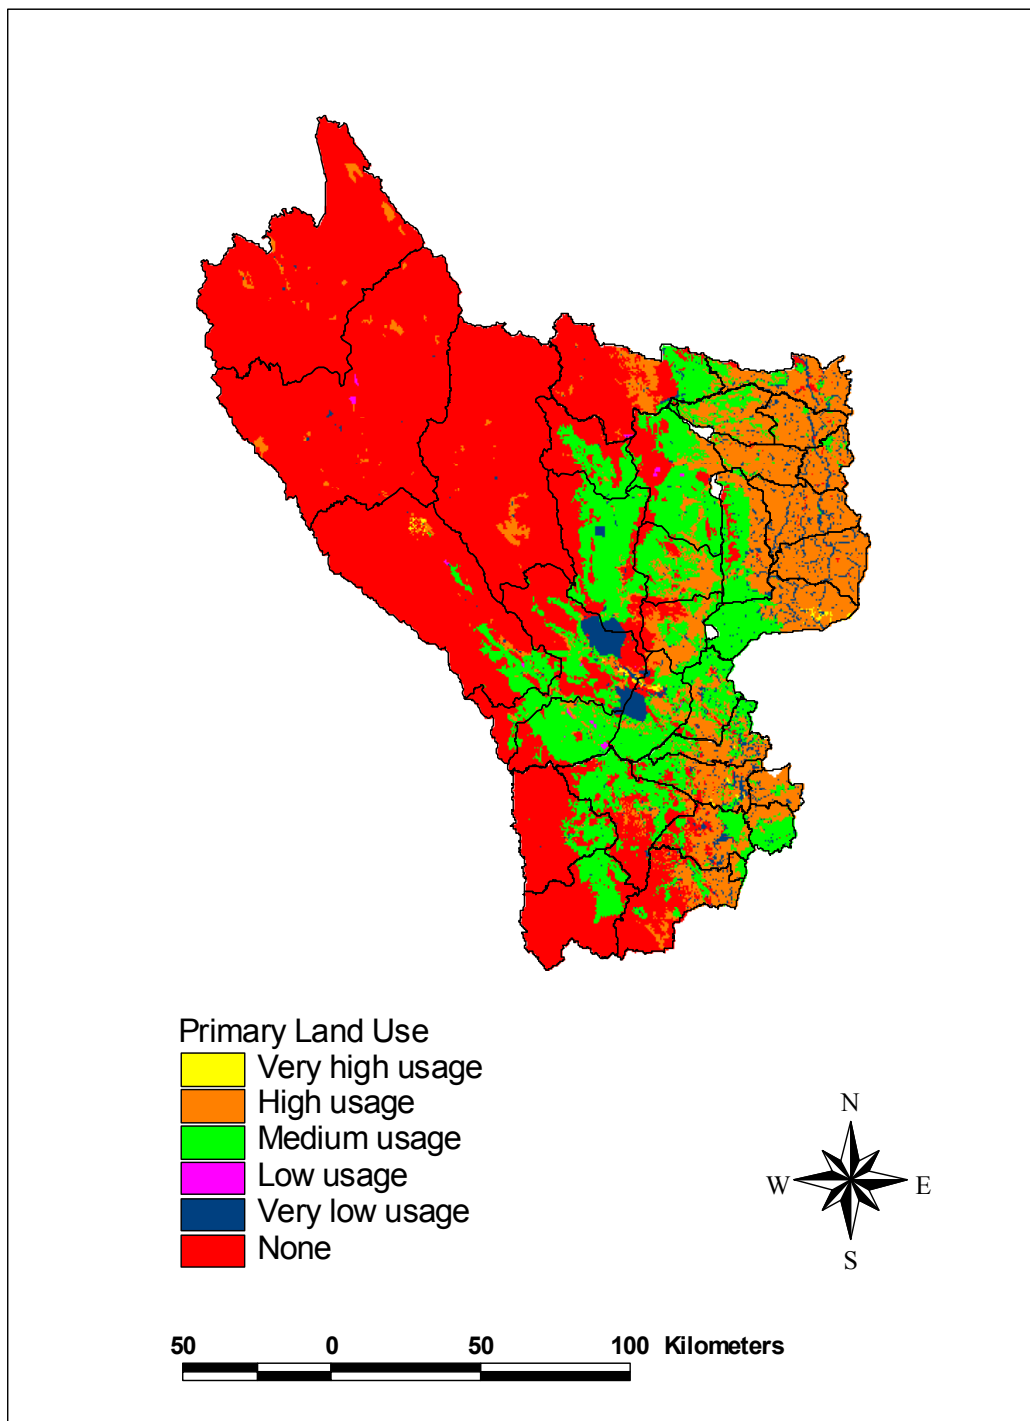 Primary Land Use
Very high usage
High usage
Medium usage
Low usage
Very low usage
None
N
W E
S
50 0 50 100 Kilometers